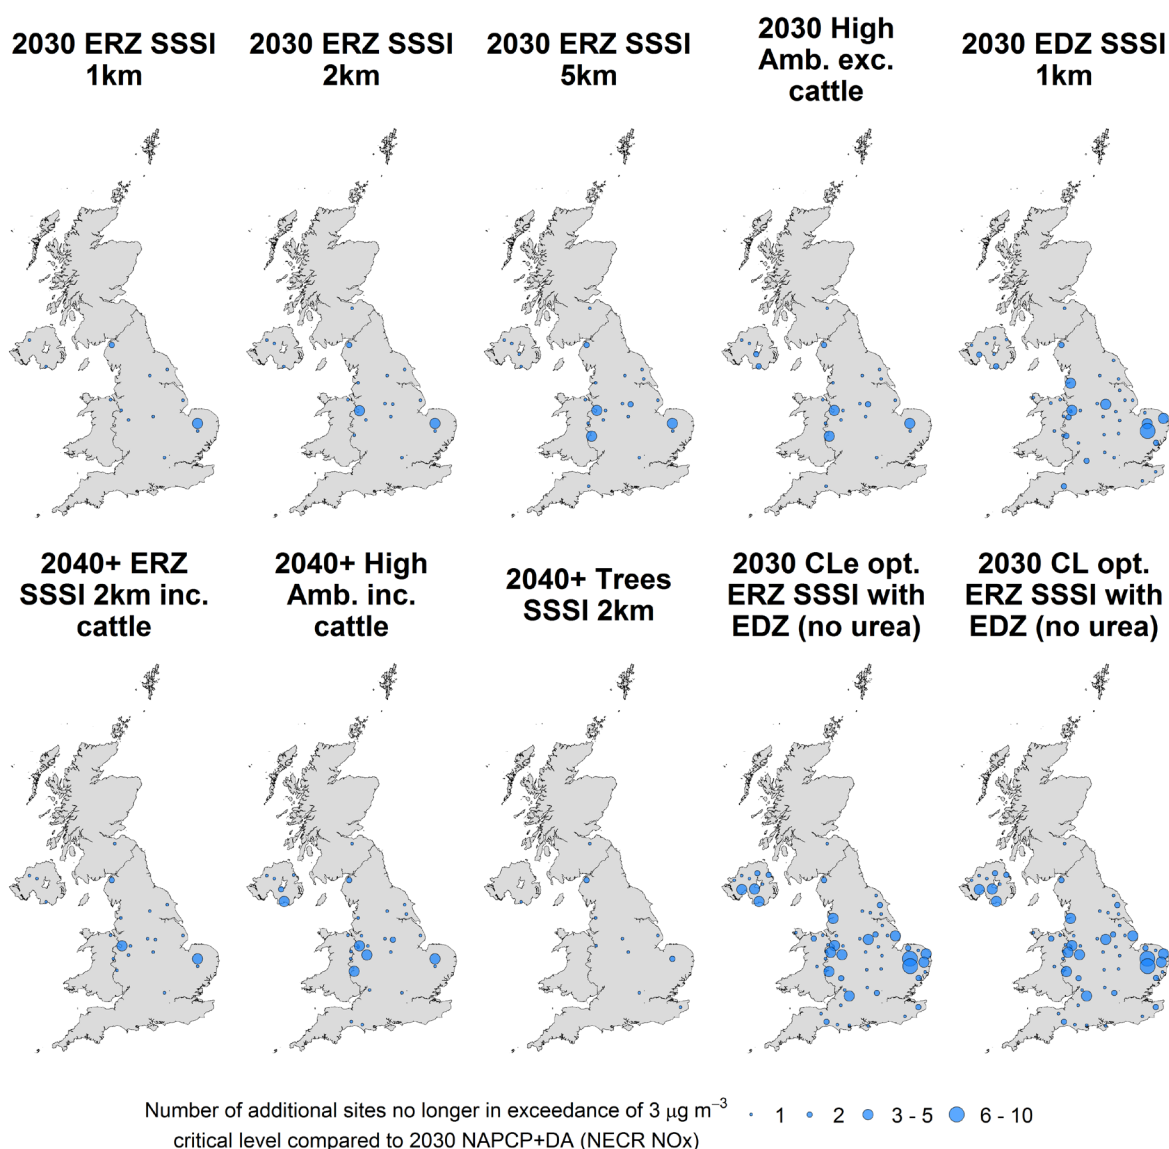 2030 ERZ SSSI
1km
2030 ERZ SSSI
2km
2030 ERZ SSSI
5km
2030 High
Amb. exc.
cattle
2030 EDZ SSSI
1km
2040+ ERZ
SSSI 2km inc.
cattle
2040+ High
Amb. inc.
cattle
2040+ Trees
SSSI 2km
2030 CLe opt.
ERZ SSSI with
EDZ (no urea)
2030 CL opt.
ERZ SSSI with
EDZ (no urea)
Number of additional sites no longer in exceedance of 3 μg m⁻³
critical level compared to 2030 NAPCP+DA (NECR NOx)
1 2 3 - 5 6 - 10